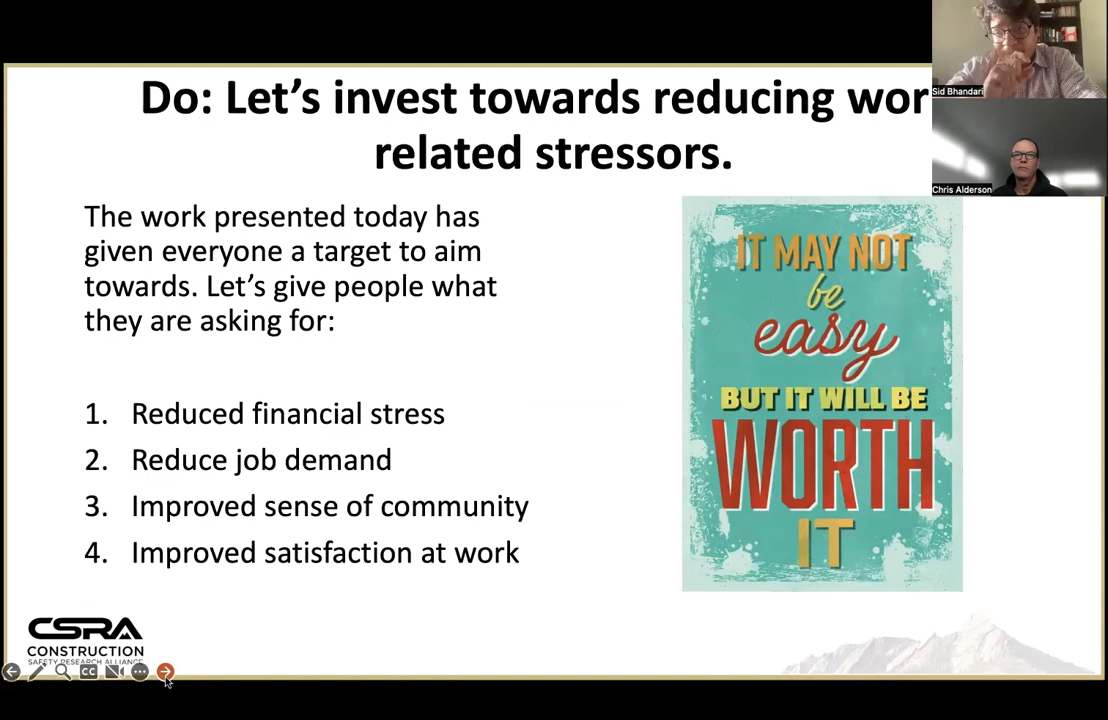 Do: Let’s invest towards reducing wor
related stressors.
Sid Bhandari
Chris Alderson
The work presented today has
given everyone a target to aim
towards. Let’s give people what
they are asking for:
1. Reduced financial stress
2. Reduce job demand
3. Improved sense of community
4. Improved satisfaction at work
IT MAY NOT
be
easy
BUT IT WILL BE
WORTH
IT
CSRA
CONSTRUCTION
SAFETY RESEARCH ALLIANCE
CC